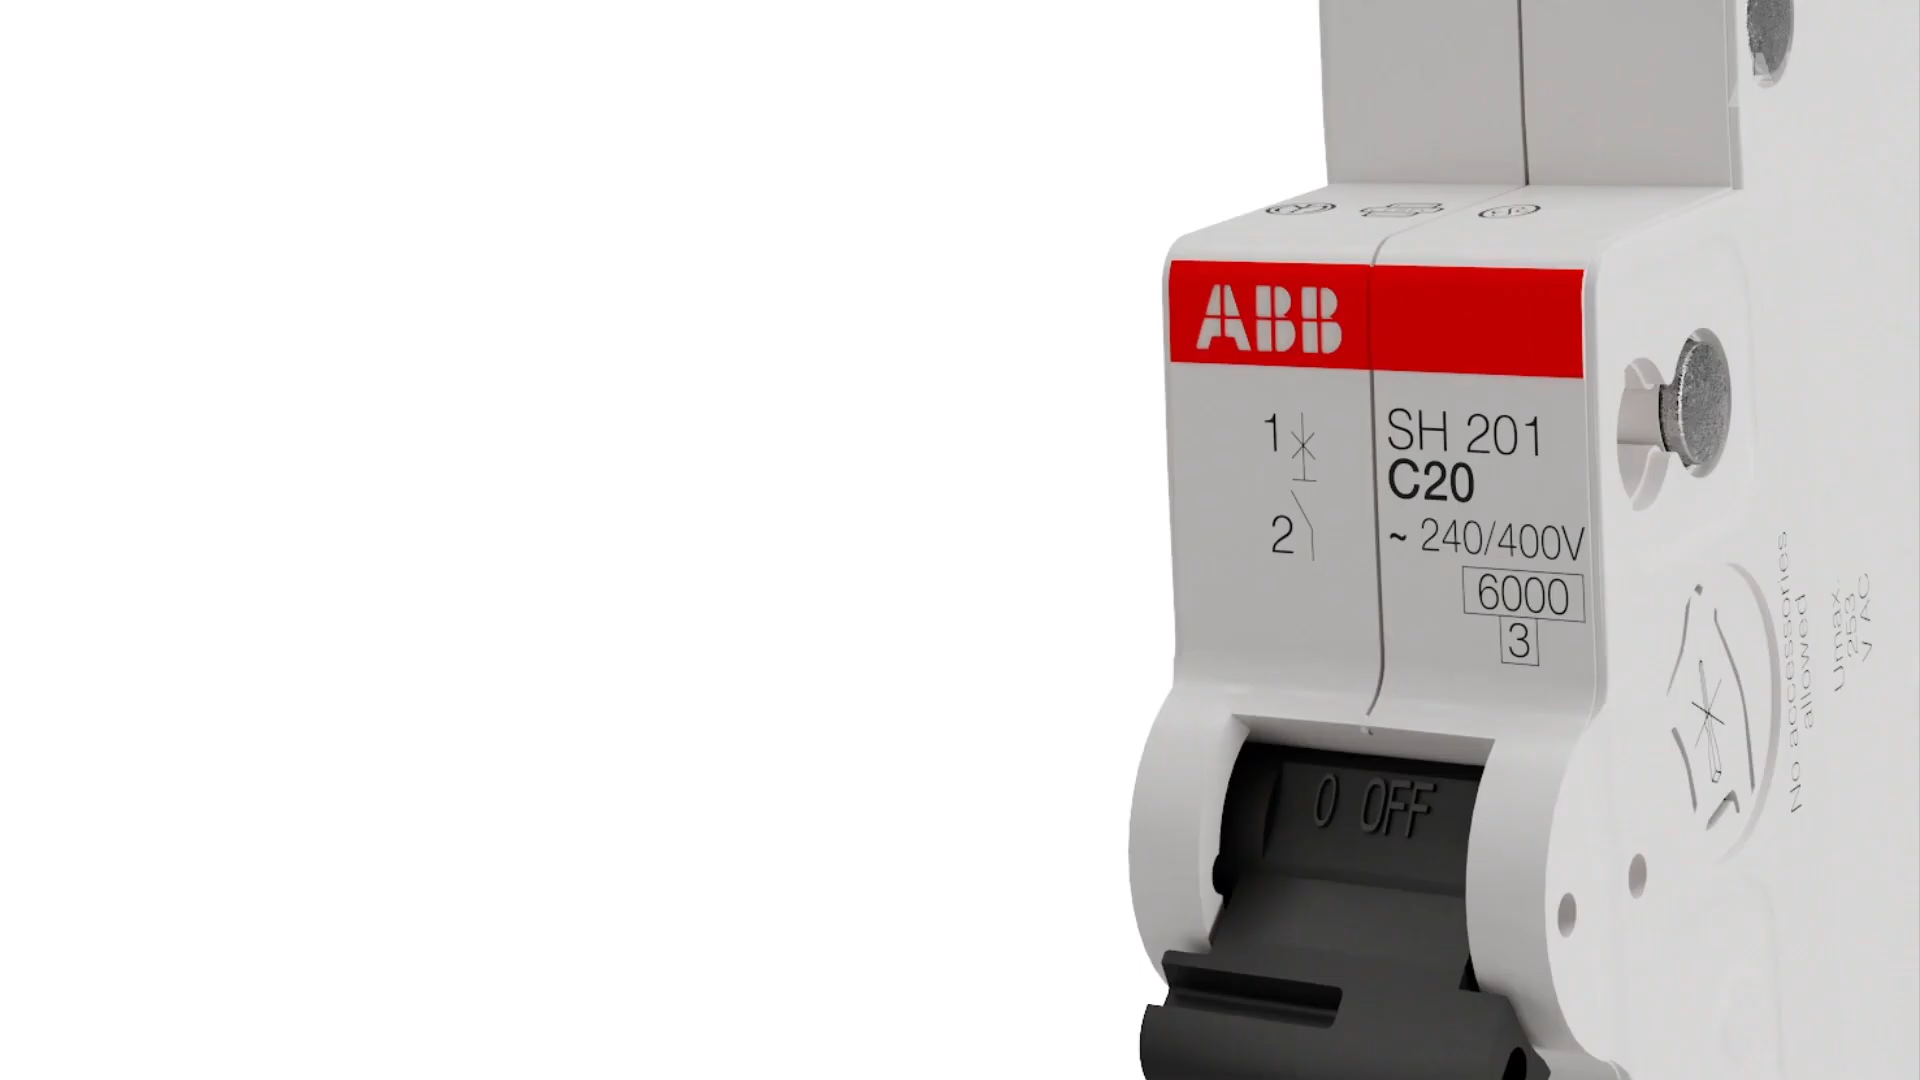 ABB
1
2
SH 201
C20
~ 240/400V
6000
3
0 OFF
No accessories
allowed
Umax.
253
V AC